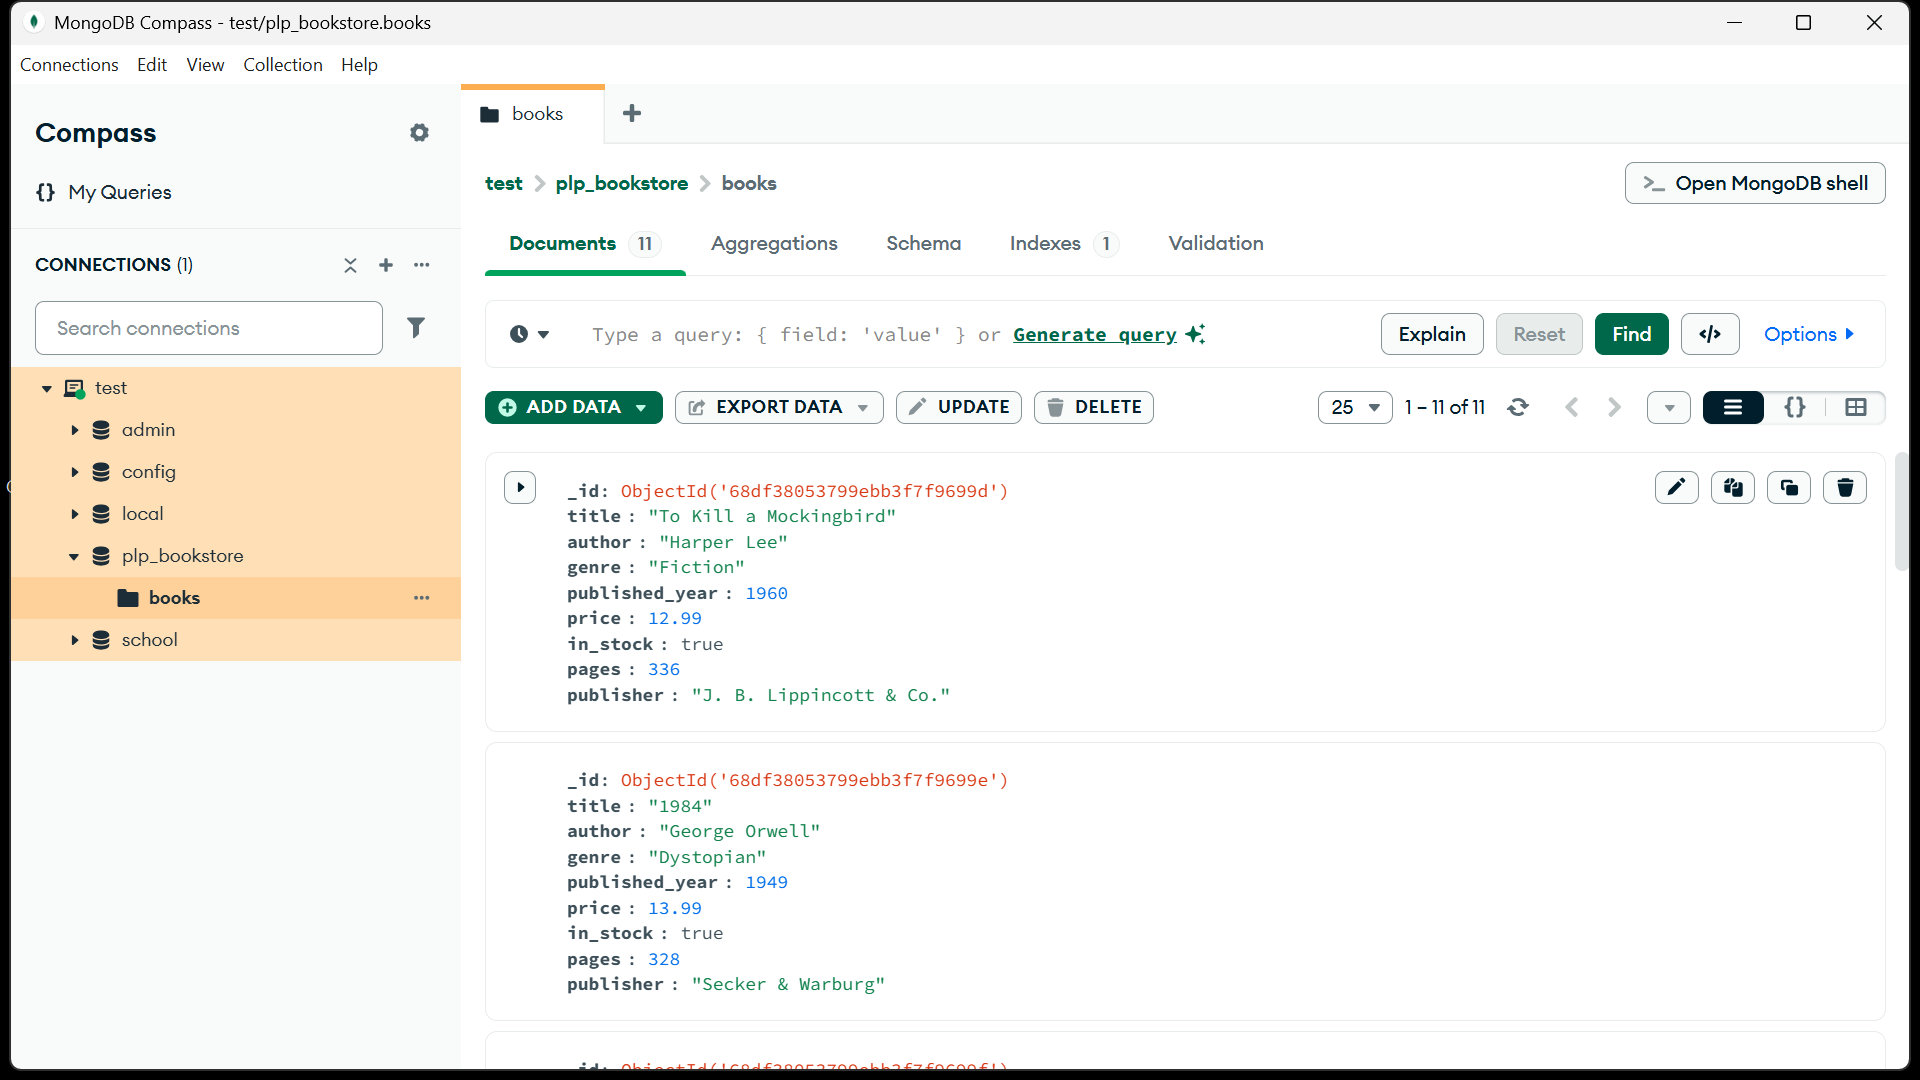 MongoDB Compass - test/plp_bookstore.books
Connections Edit View Collection Help
Compass
My Queries
CONNECTIONS (1)
Search connections
test
admin
config
local
plp_bookstore
books
school
books
test > plp_bookstore > books
>_ Open MongoDB shell
Documents 11 Aggregations Schema Indexes 1 Validation
Type a query: { field: 'value' } or Generate query
Explain Reset Find </> Options
ADD DATA EXPORT DATA UPDATE DELETE
25 1 – 11 of 11
_id: ObjectId('68df38053799ebb3f7f9699d')
title : "To Kill a Mockingbird"
author : "Harper Lee"
genre : "Fiction"
published_year : 1960
price : 12.99
in_stock : true
pages : 336
publisher : "J. B. Lippincott & Co."
_id: ObjectId('68df38053799ebb3f7f9699e')
title : "1984"
author : "George Orwell"
genre : "Dystopian"
published_year : 1949
price : 13.99
in_stock : true
pages : 328
publisher : "Secker & Warburg"
_id: ObjectId('68df38053799ebb3f7f9699f')